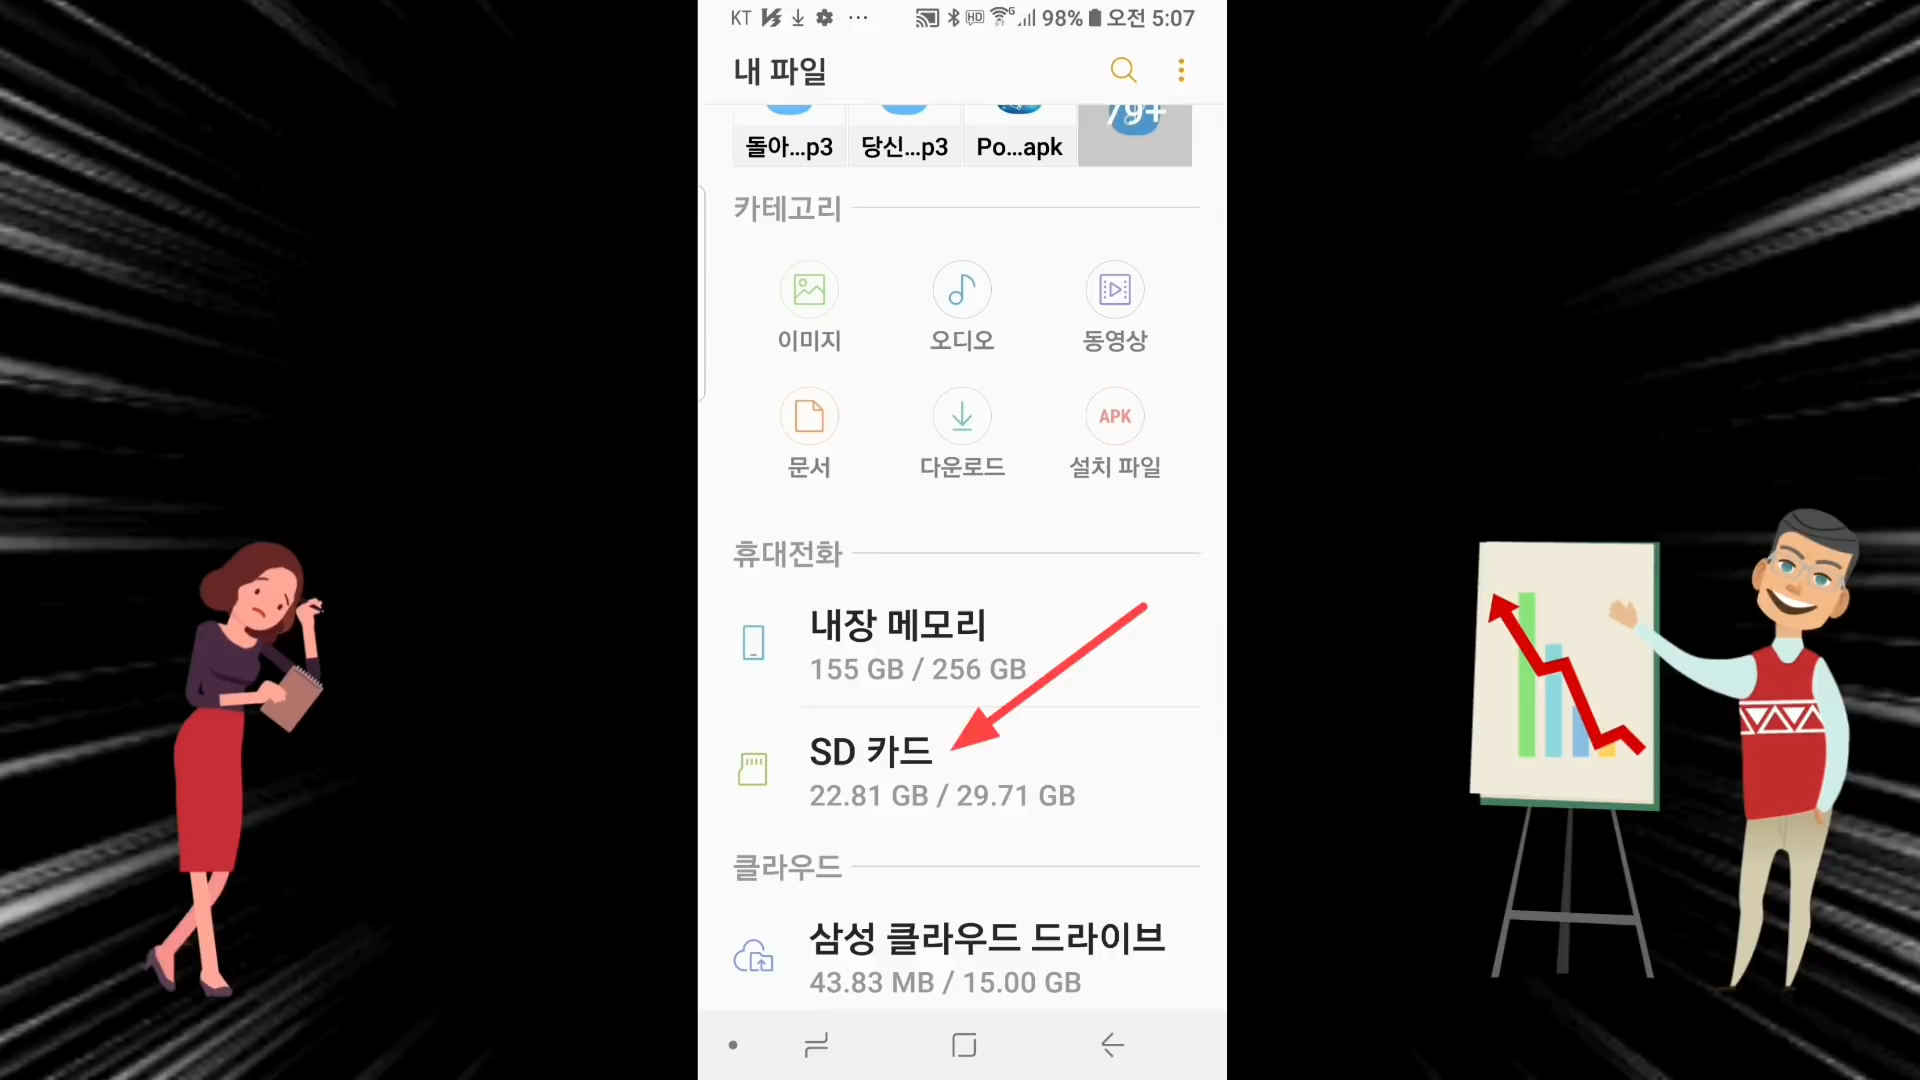 KT ... HD G 98% 오전 5:07
내 파일
돌아...p3 당신...p3 Po...apk 79+
카테고리
이미지 오디오 동영상
APK
문서 다운로드 설치 파일
휴대전화
내장 메모리
155 GB / 256 GB
SD 카드
22.81 GB / 29.71 GB
클라우드
삼성 클라우드 드라이브
43.83 MB / 15.00 GB